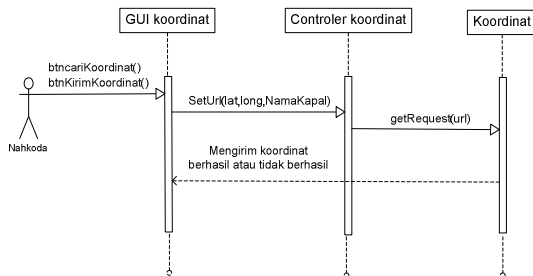 GUI koordinat
Controler koordinat
Koordinat
btncariKoordinat()
btnKirimKoordinat()
SetUrl(lat,long,NamaKapal)
getRequest(url)
Nahkoda
Mengirim koordinat
berhasil atau tidak berhasil